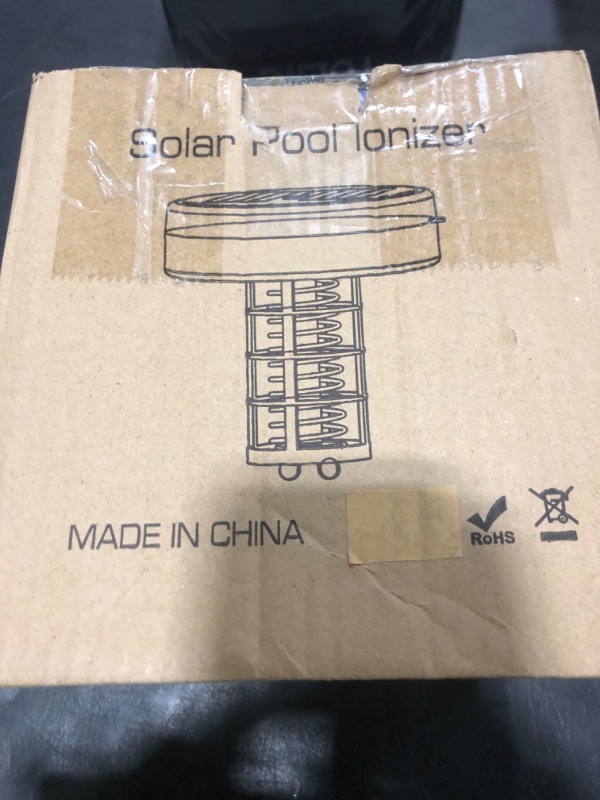 Solar Pool Ionizer
MADE IN CHINA
RoHS